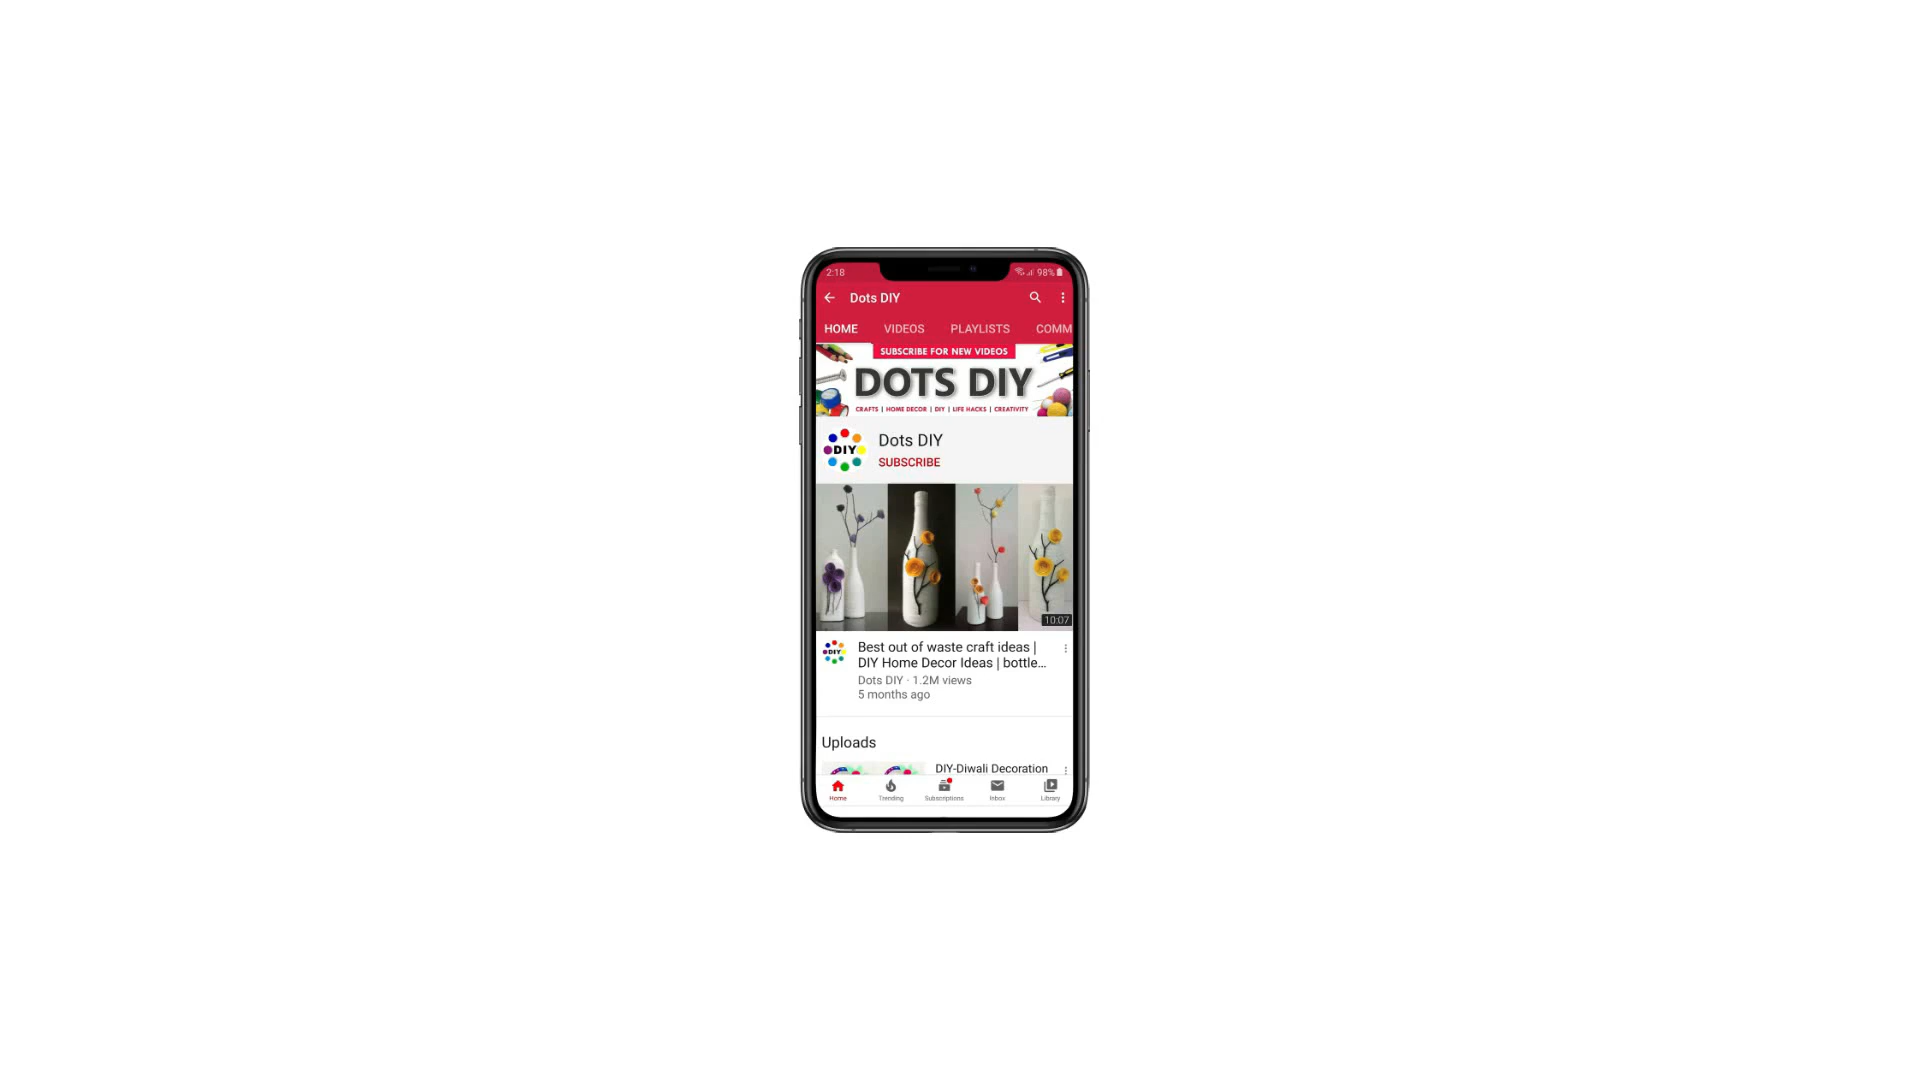 2:18
98%
Dots DIY
HOME VIDEOS PLAYLISTS COMM
SUBSCRIBE FOR NEW VIDEOS
DOTS DIY
CRAFTS | HOME DECOR | DIY | LIFE HACKS | CREATIVITY
DIY
Dots DIY
SUBSCRIBE
10:07
DIY
Best out of waste craft ideas |
DIY Home Decor Ideas | bottle...
Dots DIY · 1.2M views
5 months ago
Uploads
DIY-Diwali Decoration
Home Trending Subscriptions Inbox Library